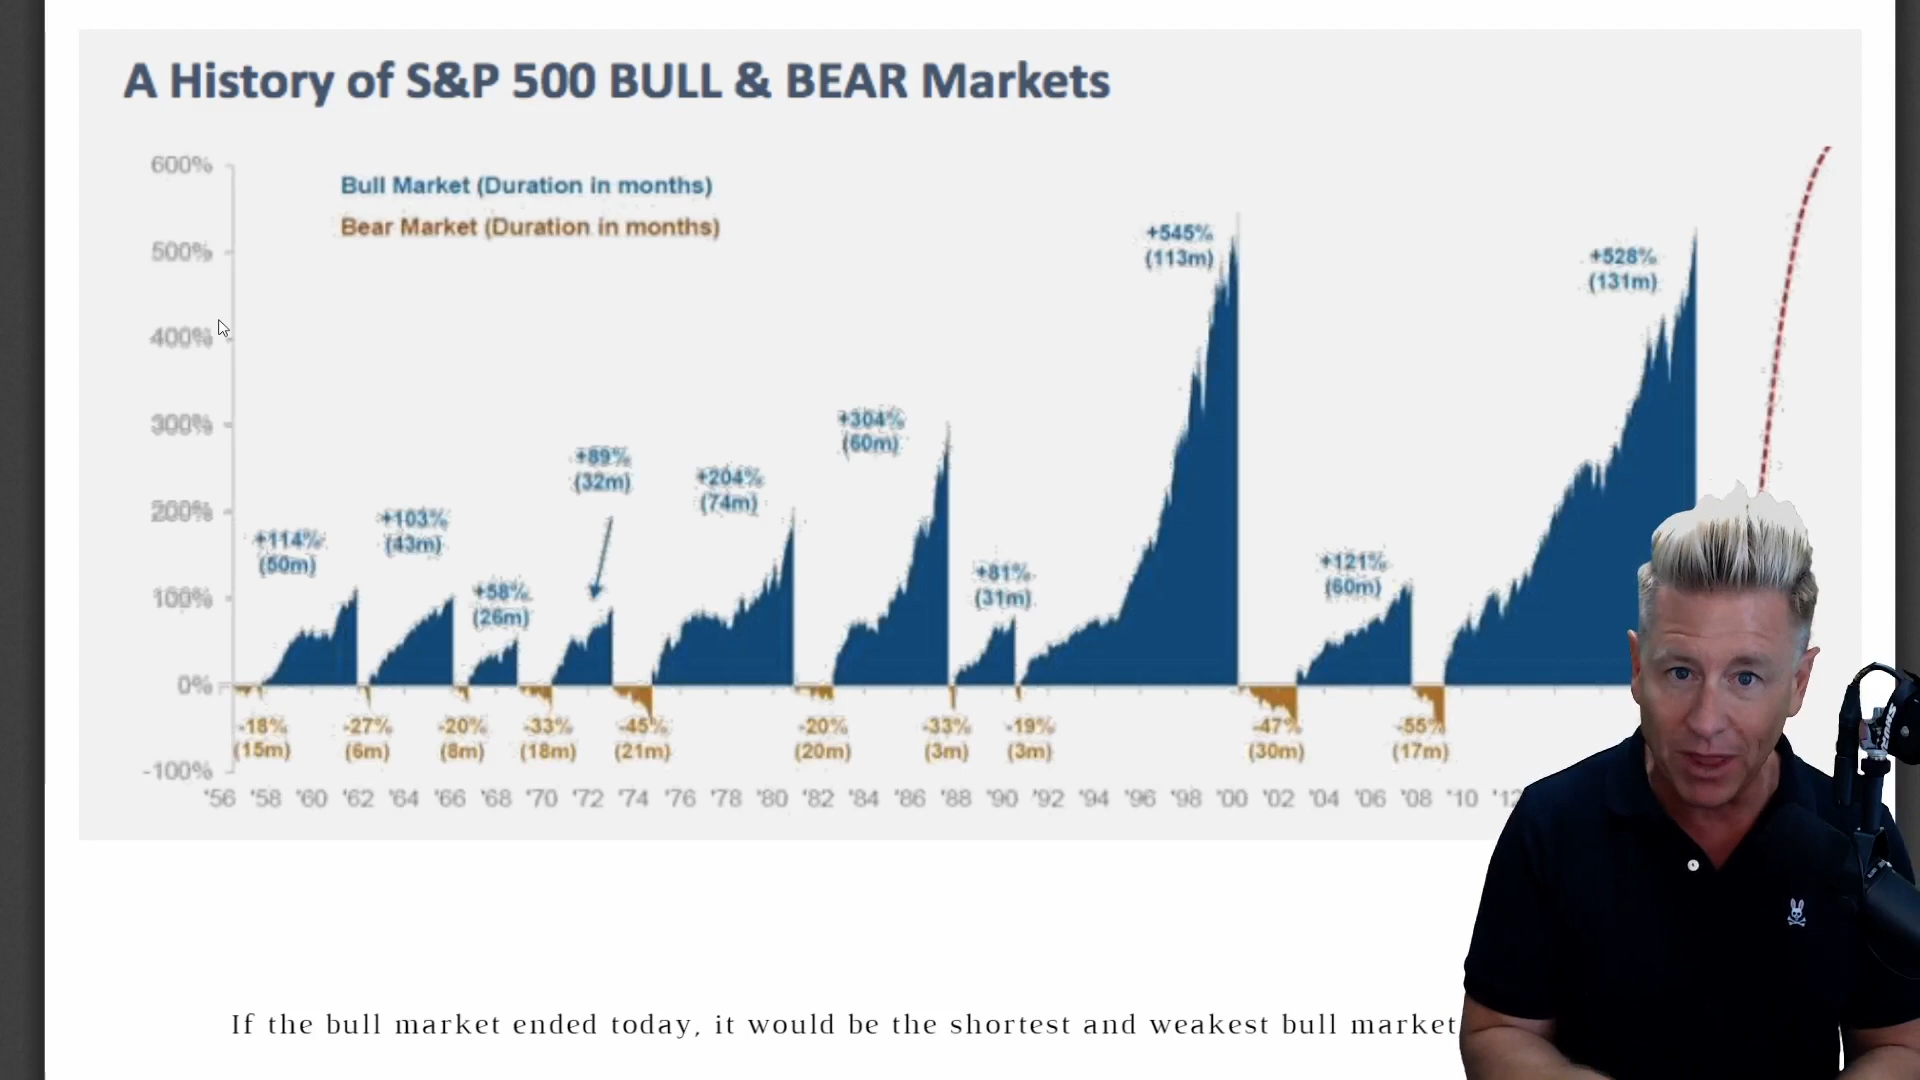 A History of S&P 500 BULL & BEAR Markets
600%
Bull Market (Duration in months)
Bear Market (Duration in months)
500%
400%
300%
200%
100%
0%
-100%
+114%
(50m)
+103%
(43m)
+58%
(26m)
+89%
(32m)
+204%
(74m)
+304%
(60m)
+81%
(31m)
+545%
(113m)
+121%
(60m)
+528%
(131m)
-18%
(15m)
-27%
(6m)
-20%
(8m)
-33%
(18m)
-45%
(21m)
-20%
(20m)
-33%
(3m)
-19%
(3m)
-47%
(30m)
-55%
(17m)
'56 '58 '60 '62 '64 '66 '68 '70 '72 '74 '76 '78 '80 '82 '84 '86 '88 '90 '92 '94 '96 '98 '00 '02 '04 '06 '08 '10 '12
If the bull market ended today, it would be the shortest and weakest bull market
SHURE